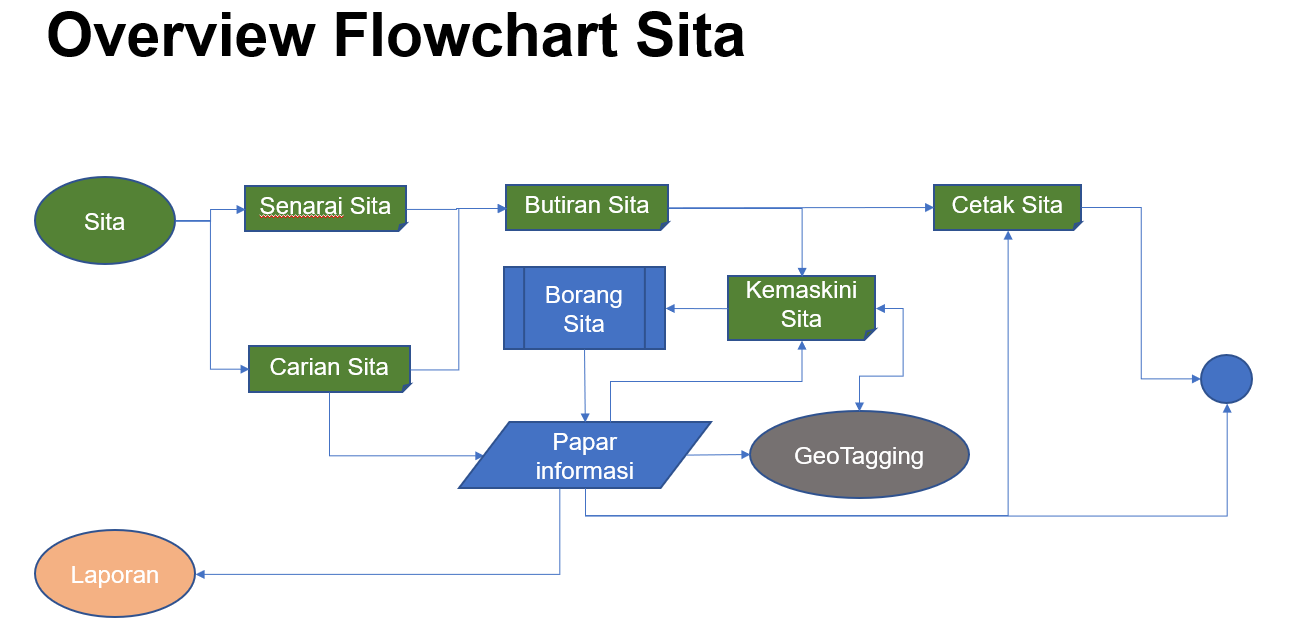 Overview Flowchart Sita
Sita
Senarai Sita
Butiran Sita
Cetak Sita
Borang
Sita
Kemaskini
Sita
Carian Sita
Papar
informasi
GeoTagging
Laporan